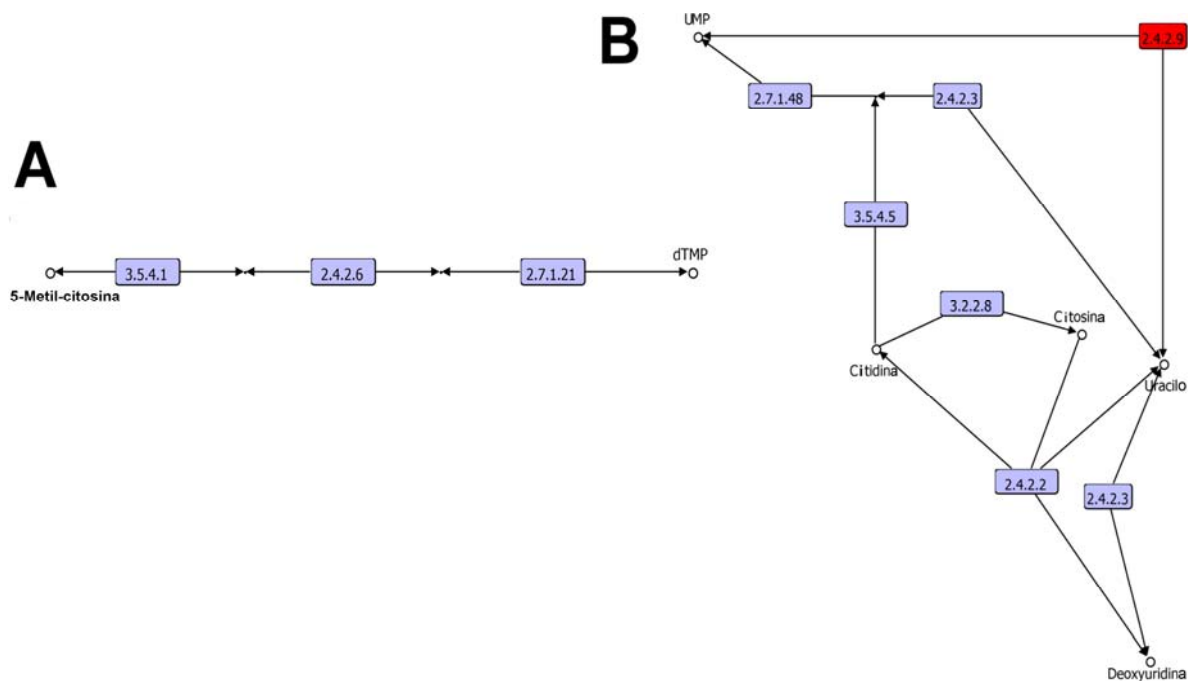 A
3.5.4.1
2.4.2.6
2.7.1.21
dTMP
5-Metil-citosina
B
UMP
2.4.2.9
2.7.1.48
2.4.2.3
3.5.4.5
3.2.2.8
Citosina
Citidina
Uracilo
2.4.2.2
2.4.2.3
Deoxyuridina